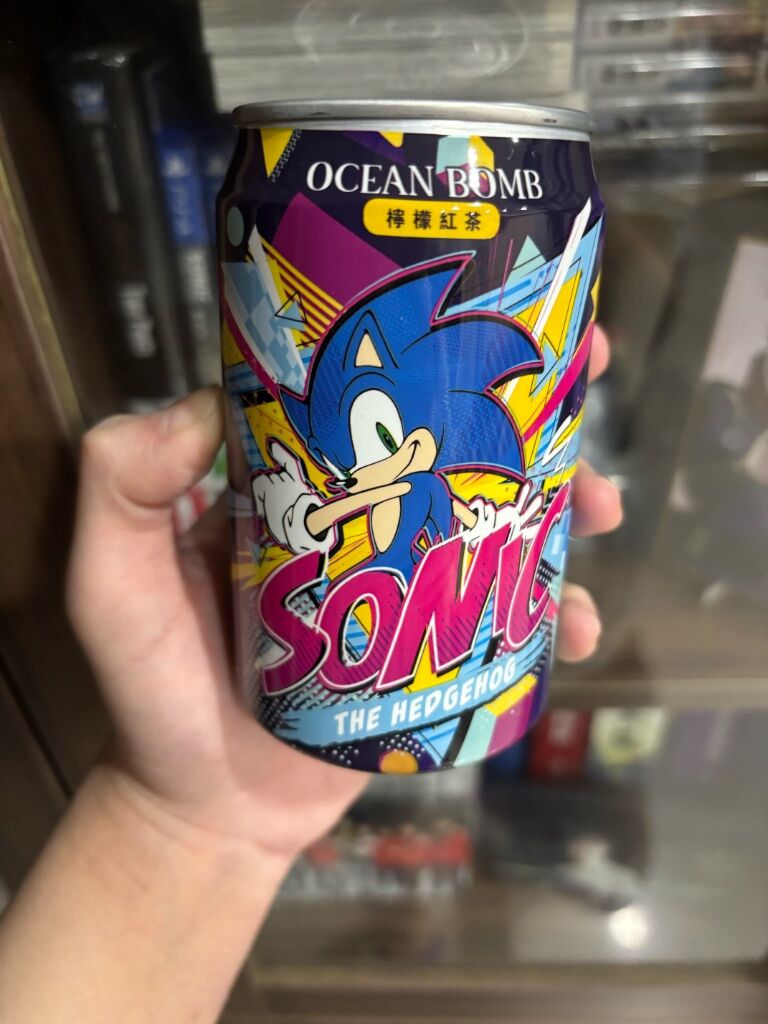 OCEAN BOMB
檸檬紅茶
SONIC
THE HEDGEHOG